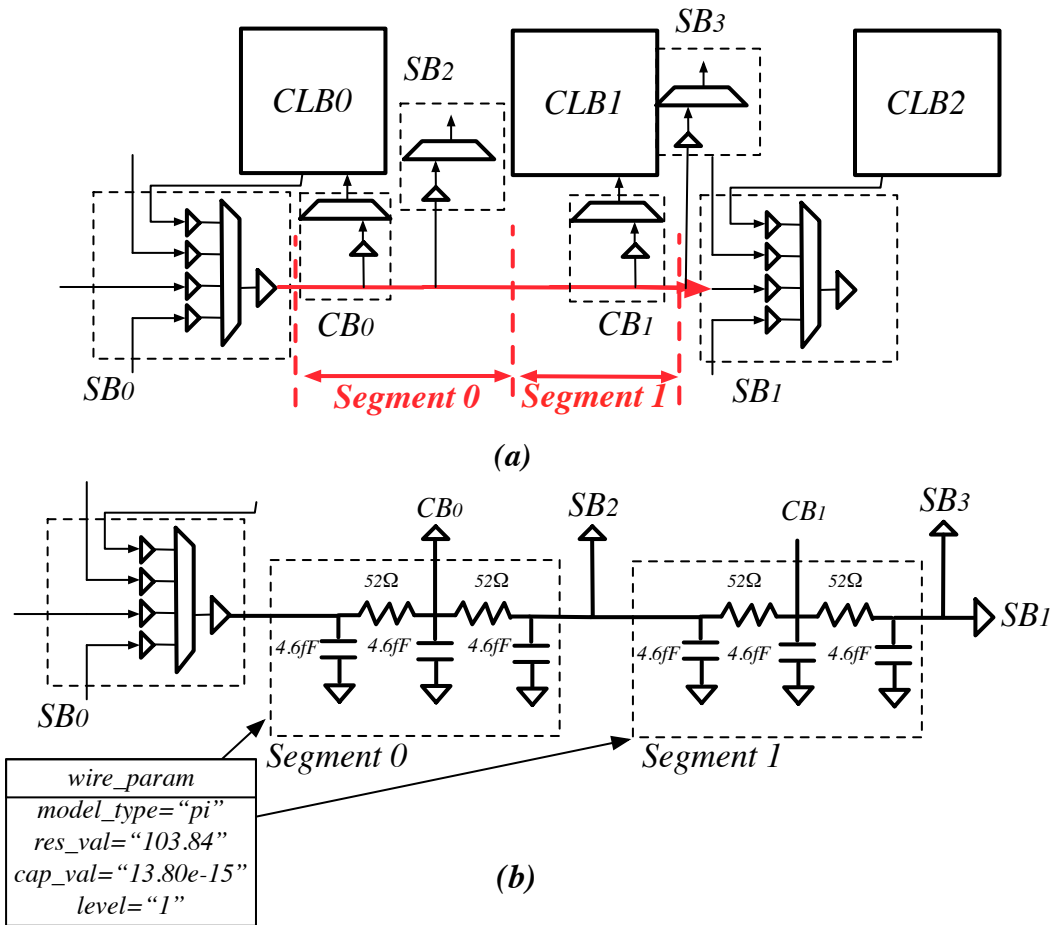 SB3
SB2
CLB0
CLB1
CLB2
CB0
CB1
SB0
SB1
Segment 0
Segment 1
(a)
CB0
SB2
CB1
SB3
52Ω
52Ω
52Ω
52Ω
SB1
4.6fF
4.6fF
4.6fF
4.6fF
4.6fF
4.6fF
SB0
Segment 0
Segment 1
wire_param
model_type=“pi”
res_val=“103.84”
cap_val=“13.80e-15”
level=“1”
(b)